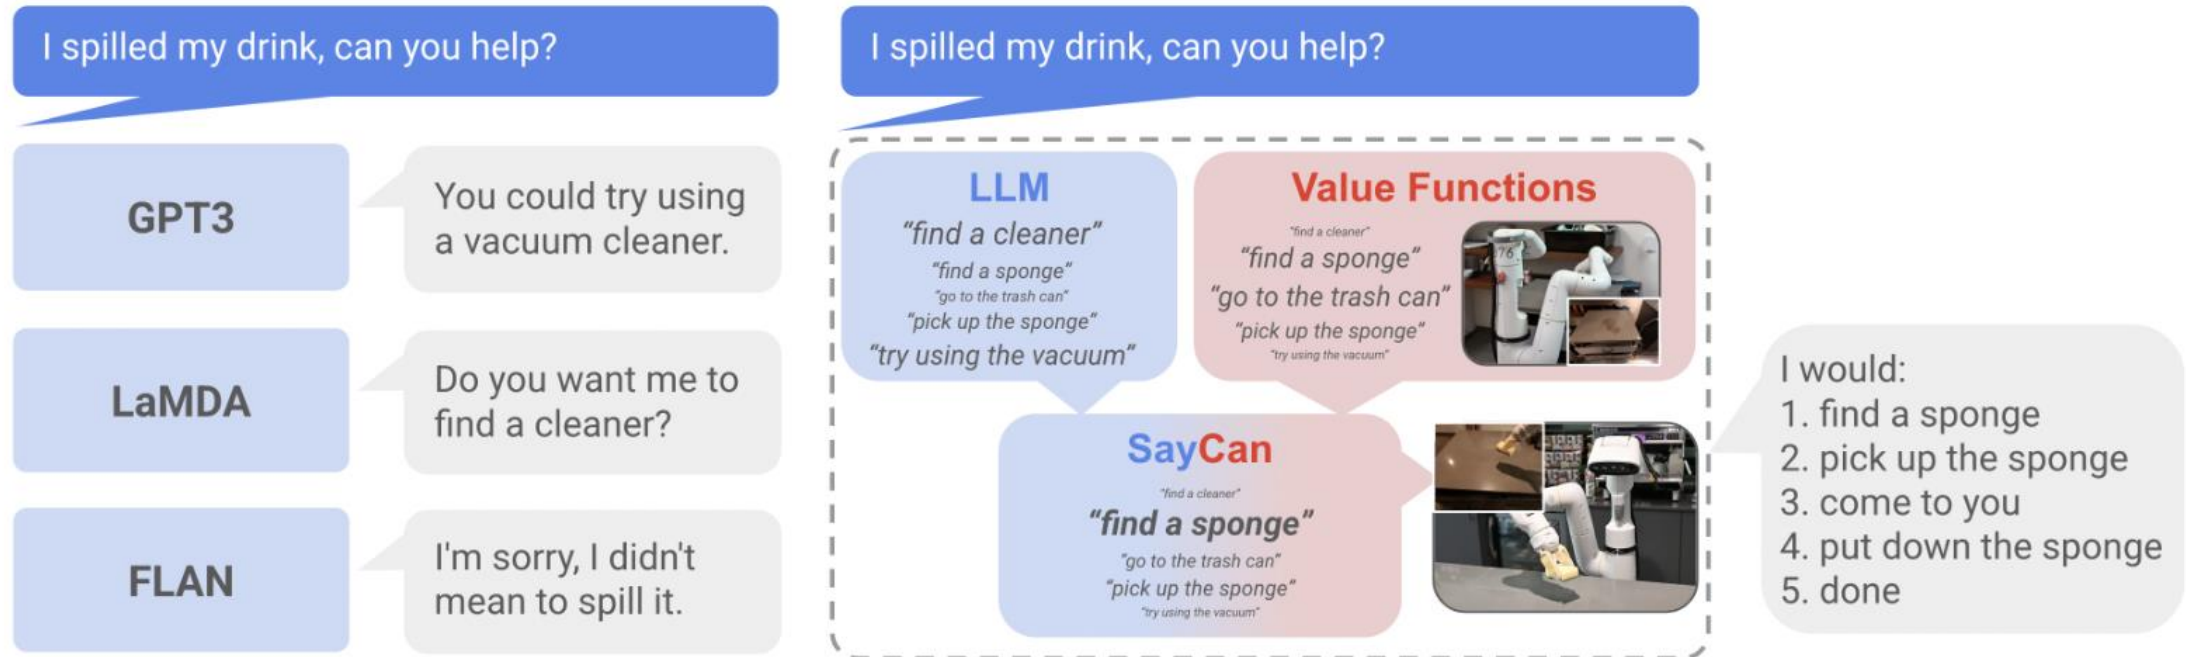 I spilled my drink, can you help?
GPT3
You could try using
a vacuum cleaner.
LaMDA
Do you want me to
find a cleaner?
FLAN
I'm sorry, I didn't
mean to spill it.
I spilled my drink, can you help?
LLM
“find a cleaner”
“find a sponge”
“go to the trash can”
“pick up the sponge”
“try using the vacuum”
Value Functions
“find a cleaner”
“find a sponge”
“go to the trash can”
“pick up the sponge”
“try using the vacuum”
76
SayCan
“find a cleaner”
“find a sponge”
“go to the trash can”
“pick up the sponge”
“try using the vacuum”
I would:
1. find a sponge
2. pick up the sponge
3. come to you
4. put down the sponge
5. done